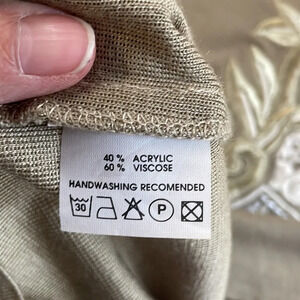 40 % ACRYLIC
60 % VISCOSE
HANDWASHING RECOMENDED
30 P